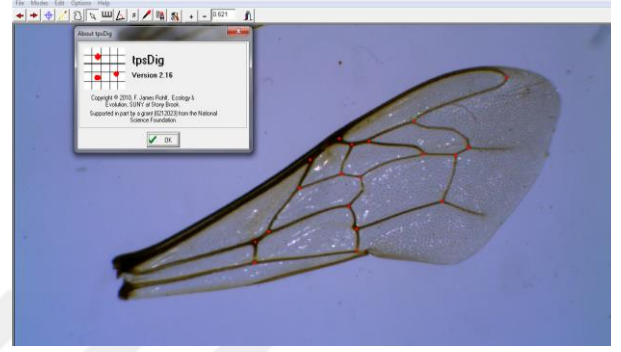 File Modes Edit Options Help
0.621
About tpsDig
tpsDig
Version 2.16
Copyright © 2010, F. James Rohlf, Ecology &
Evolution, SUNY at Stony Brook.
Supported in part by a grant (0212023) from the National
Science Foundation.
OK